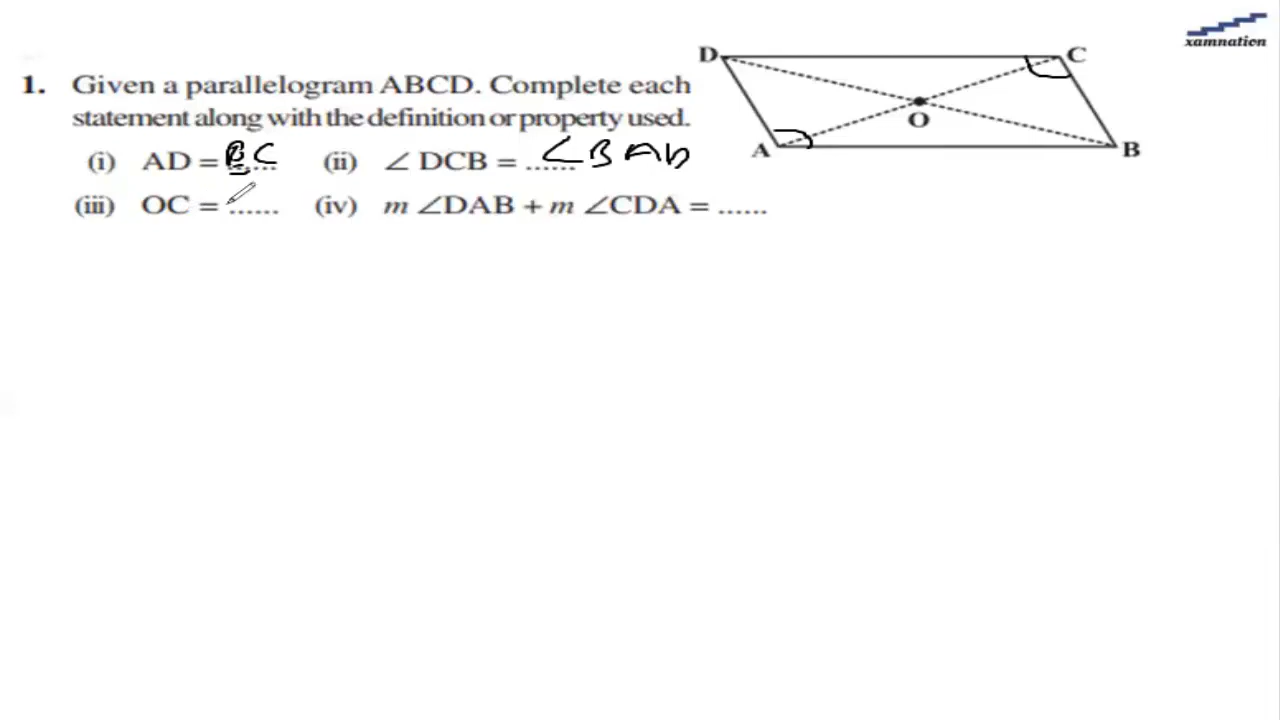 xamnation
D C
1. Given a parallelogram ABCD. Complete each
statement along with the definition or property used.
O
A B
(i) AD = ...... BC (ii) ∠ DCB = ...... ∠BAD
(iii) OC = ...... (iv) m ∠DAB + m ∠CDA = ......